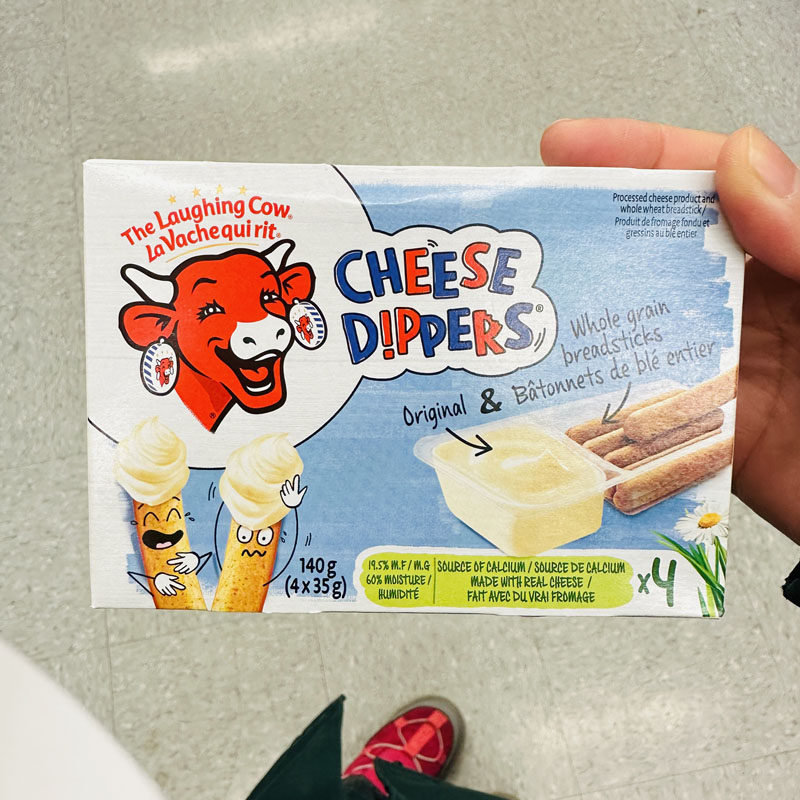 The Laughing Cow®
La Vache qui rit®
CHEESE
DIPPERS®
Processed cheese product and
whole wheat breadstick/
Produit de fromage fondu et
gressins au blé entier
Whole grain
breadsticks
Bâtonnets de blé entier
Original &
140 g
(4 x 35 g)
19.5% M.F./M.G
60% MOISTURE /
HUMIDITÉ
SOURCE OF CALCIUM / SOURCE DE CALCIUM
MADE WITH REAL CHEESE /
FAIT AVEC DU VRAI FROMAGE
x4